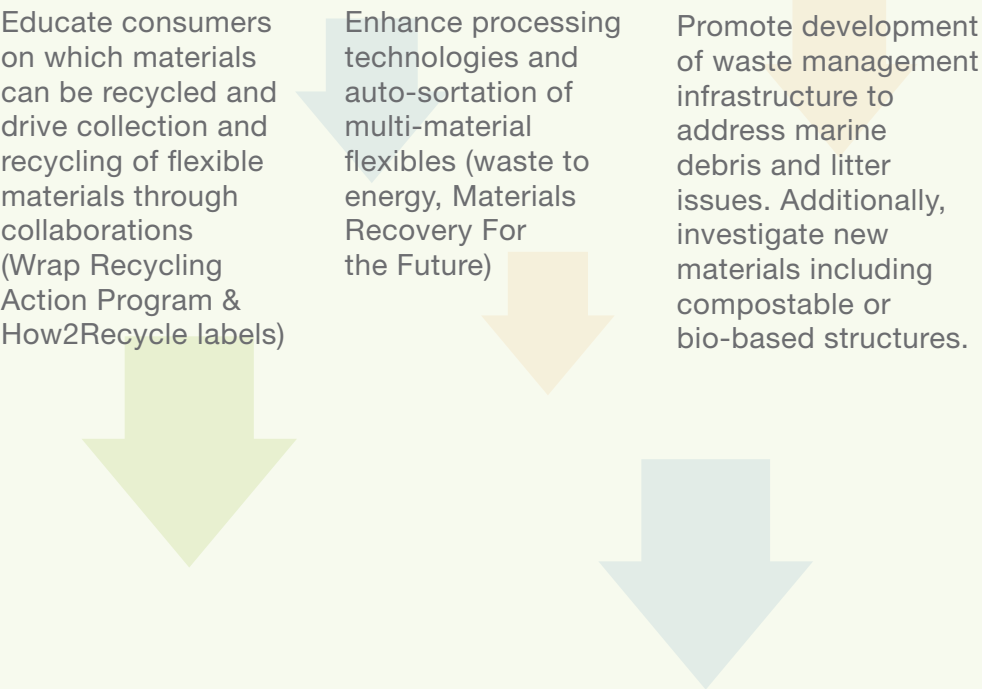 Educate consumers
on which materials
can be recycled and
drive collection and
recycling of flexible
materials through
collaborations
(Wrap Recycling
Action Program &
How2Recycle labels)
Enhance processing
technologies and
auto-sortation of
multi-material
flexibles (waste to
energy, Materials
Recovery For
the Future)
Promote development
of waste management
infrastructure to
address marine
debris and litter
issues. Additionally,
investigate new
materials including
compostable or
bio-based structures.